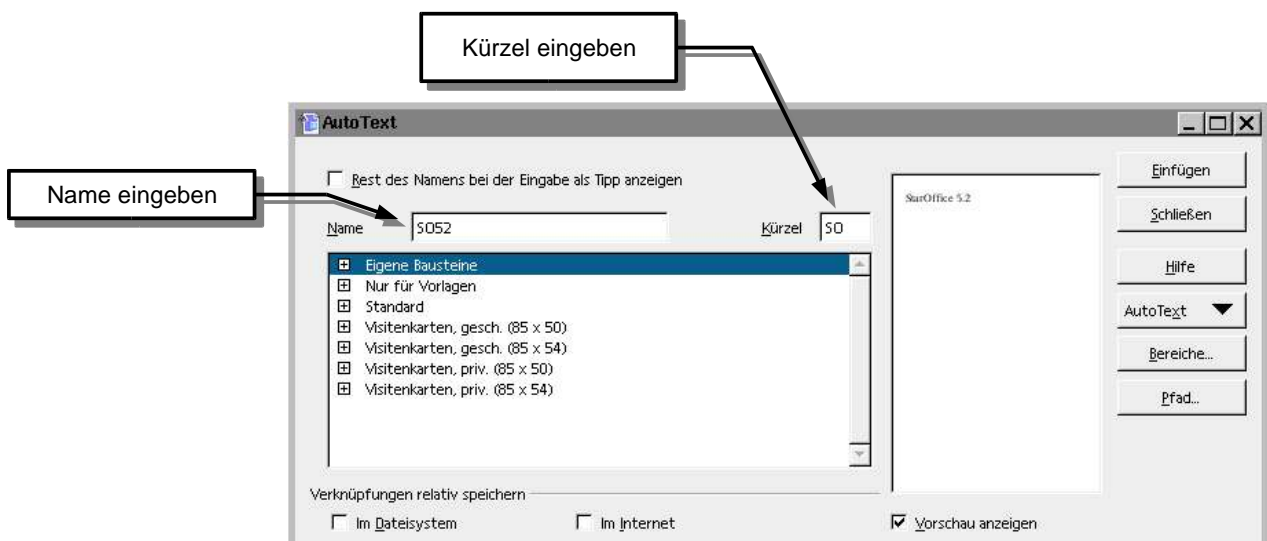 Kürzel eingeben
AutoText
Name eingeben
Rest des Namens bei der Eingabe als Tipp anzeigen
Name SO52 Kürzel SO
Eigene Bausteine
Nur für Vorlagen
Standard
Visitenkarten, gesch. (85 x 50)
Visitenkarten, gesch. (85 x 54)
Visitenkarten, priv. (85 x 50)
Visitenkarten, priv. (85 x 54)
StarOffice 5.2
Einfügen
Schließen
Hilfe
AutoText
Bereiche...
Pfad...
Verknüpfungen relativ speichern
Im Dateisystem Im Internet Vorschau anzeigen